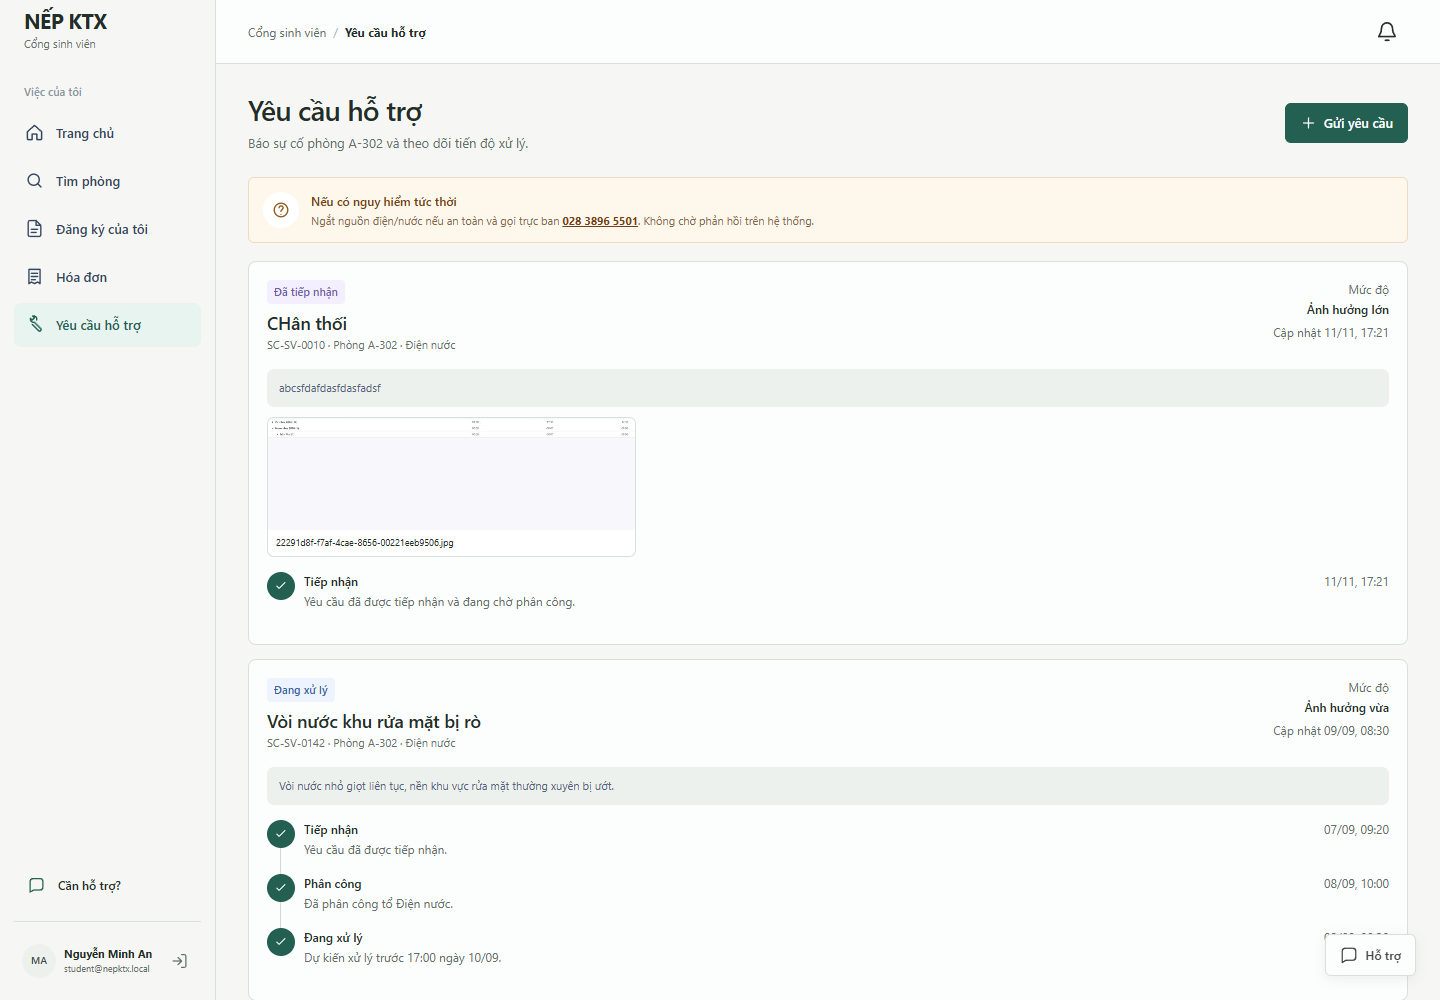 NẾP KTX
Cổng sinh viên
Việc của tôi
Trang chủ
Tìm phòng
Đăng ký của tôi
Hóa đơn
Yêu cầu hỗ trợ
Cần hỗ trợ?
MA
Nguyễn Minh An
student@nepktx.local
Cổng sinh viên / Yêu cầu hỗ trợ
Yêu cầu hỗ trợ
Báo sự cố phòng A-302 và theo dõi tiến độ xử lý.
Gửi yêu cầu
Nếu có nguy hiểm tức thời
Ngắt nguồn điện/nước nếu an toàn và gọi trực ban 028 3896 5501. Không chờ phản hồi trên hệ thống.
Đã tiếp nhận
CHân thối
SC-SV-0010 · Phòng A-302 · Điện nước
Mức độ
Ảnh hưởng lớn
Cập nhật 11/11, 17:21
abcsfdafdasfdasfadsf
22291d8f-f7af-4cae-8656-00221eeb9506.jpg
Tiếp nhận
11/11, 17:21
Yêu cầu đã được tiếp nhận và đang chờ phân công.
Đang xử lý
Vòi nước khu rửa mặt bị rò
SC-SV-0142 · Phòng A-302 · Điện nước
Mức độ
Ảnh hưởng vừa
Cập nhật 09/09, 08:30
Vòi nước nhỏ giọt liên tục, nền khu vực rửa mặt thường xuyên bị ướt.
Tiếp nhận
07/09, 09:20
Yêu cầu đã được tiếp nhận.
Phân công
08/09, 10:00
Đã phân công tổ Điện nước.
Đang xử lý
Dự kiến xử lý trước 17:00 ngày 10/09.
Hỗ trợ